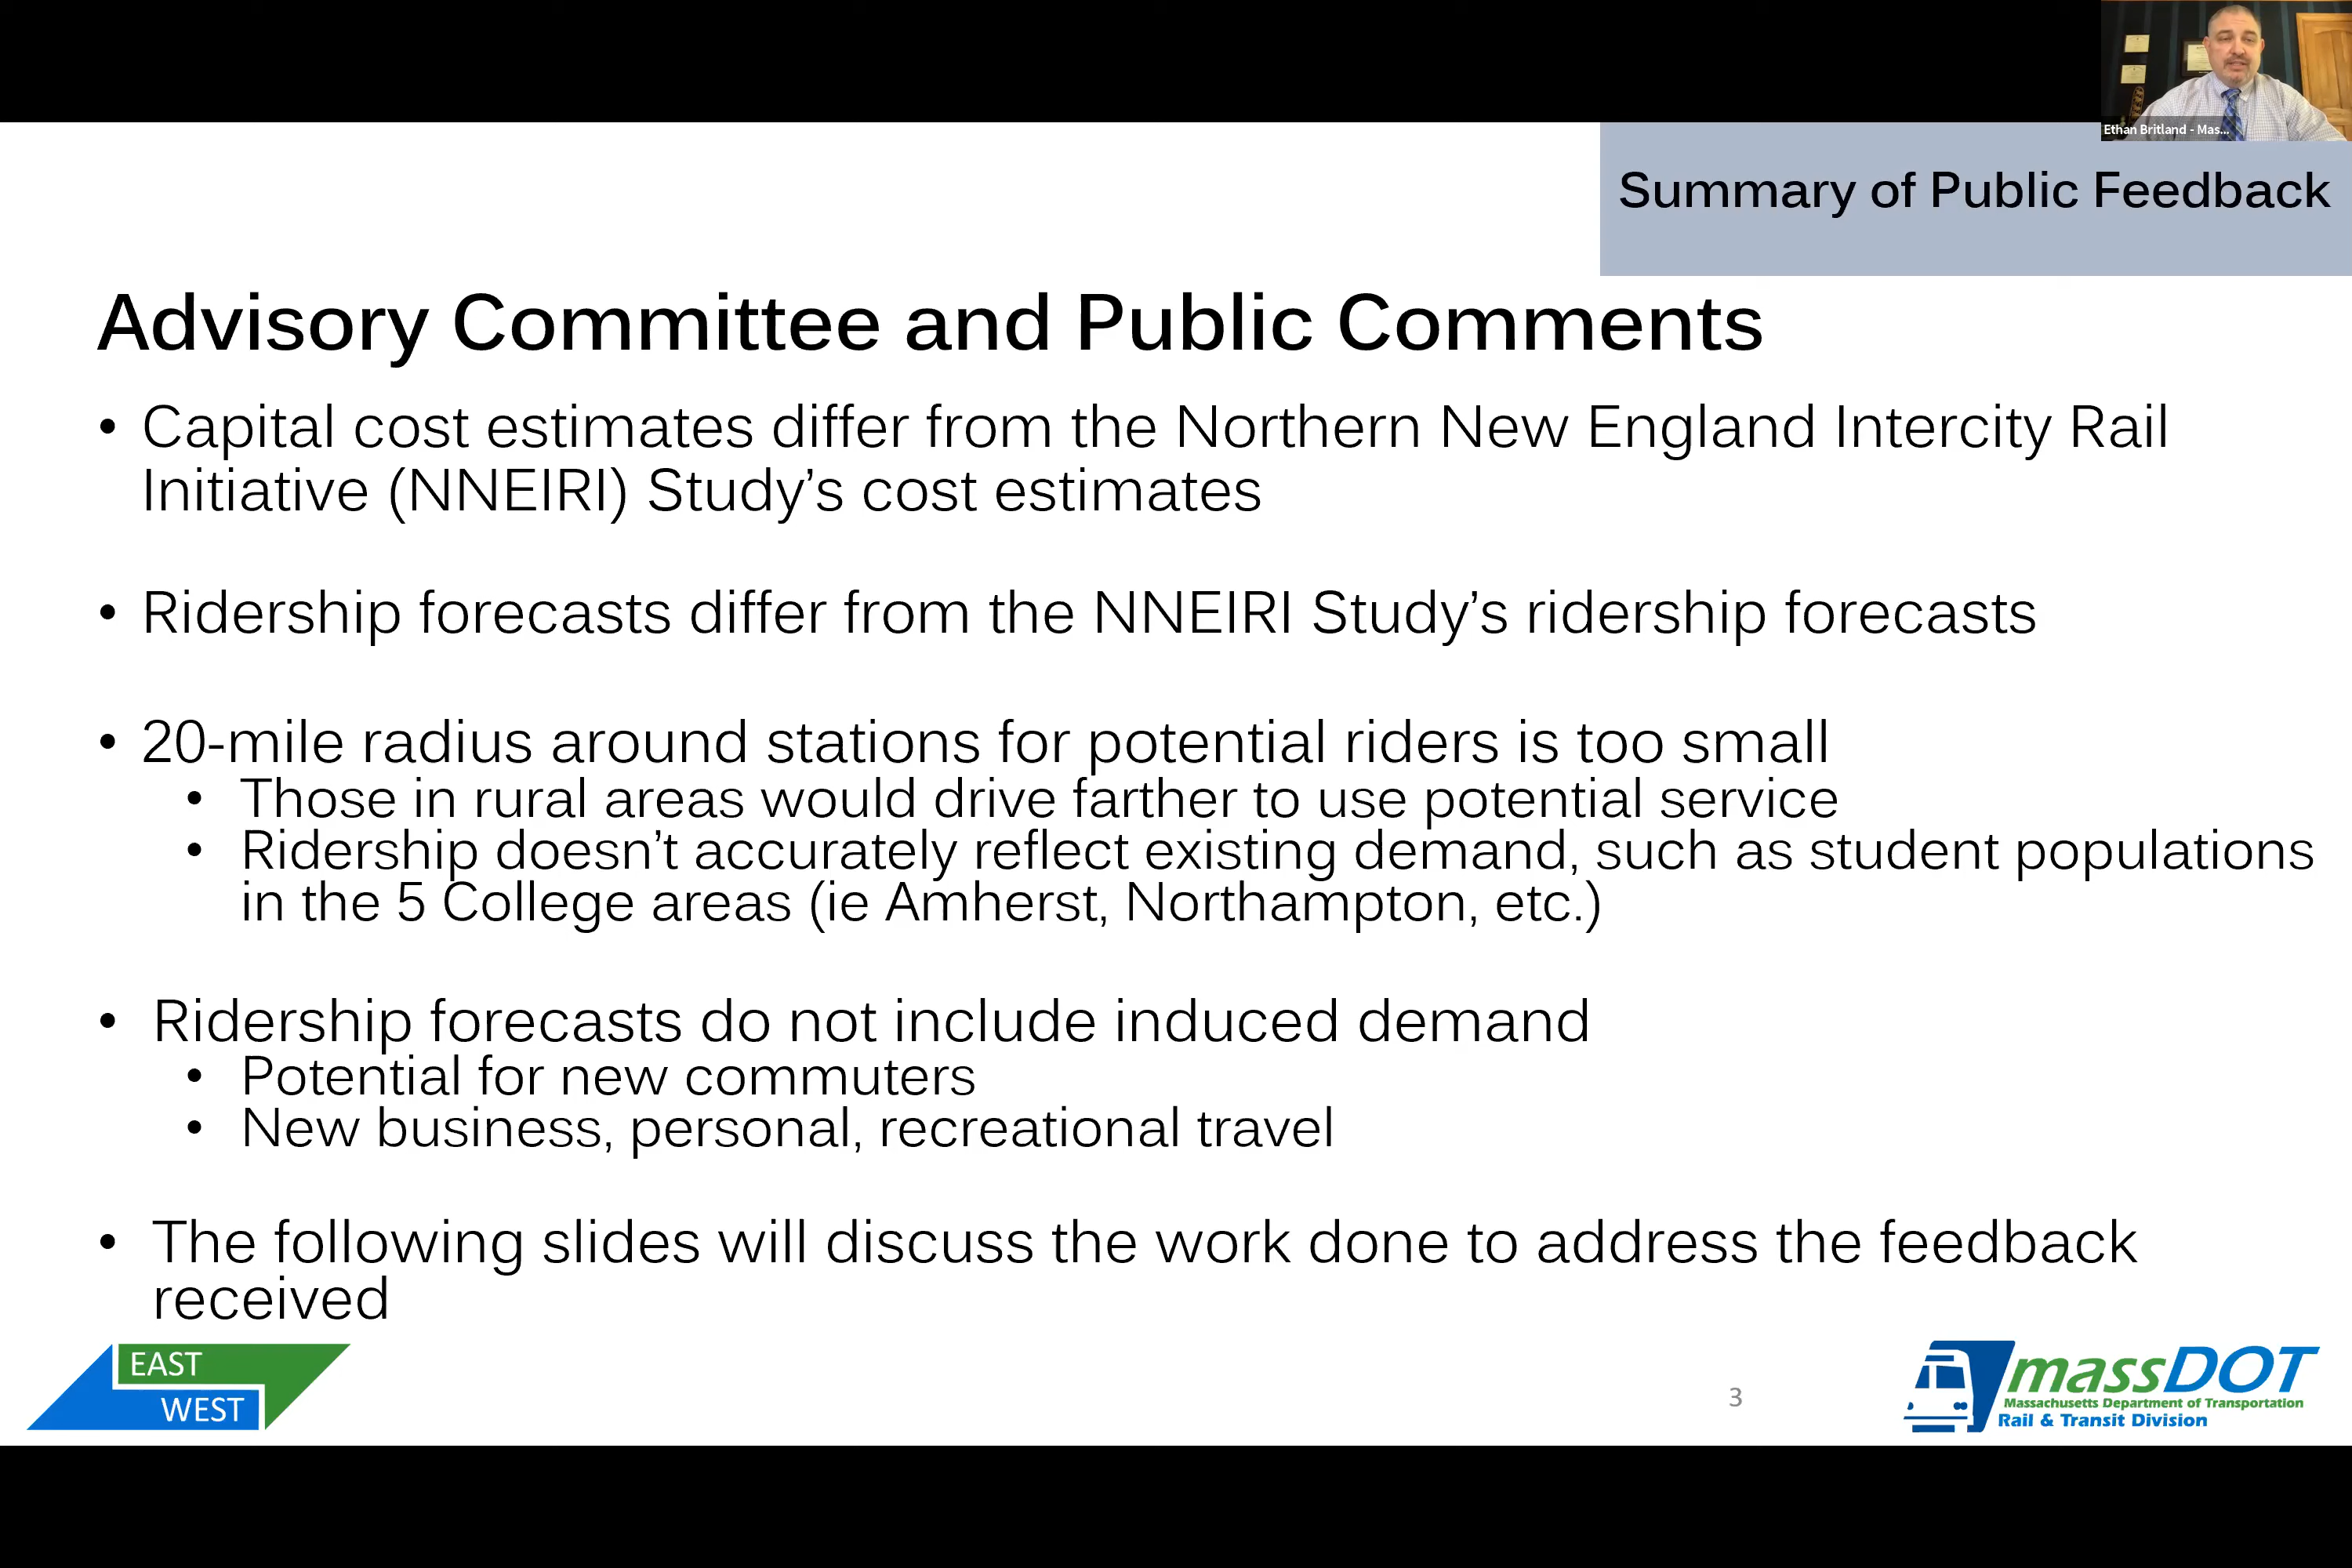 Ethan Britland - Mas...
Summary of Public Feedback
Advisory Committee and Public Comments
• Capital cost estimates differ from the Northern New England Intercity Rail
Initiative (NNEIRI) Study’s cost estimates
• Ridership forecasts differ from the NNEIRI Study’s ridership forecasts
• 20-mile radius around stations for potential riders is too small
• Those in rural areas would drive farther to use potential service
• Ridership doesn’t accurately reflect existing demand, such as student populations
in the 5 College areas (ie Amherst, Northampton, etc.)
• Ridership forecasts do not include induced demand
• Potential for new commuters
• New business, personal, recreational travel
• The following slides will discuss the work done to address the feedback
received
EAST
WEST
3
massDOT
Massachusetts Department of Transportation
Rail & Transit Division